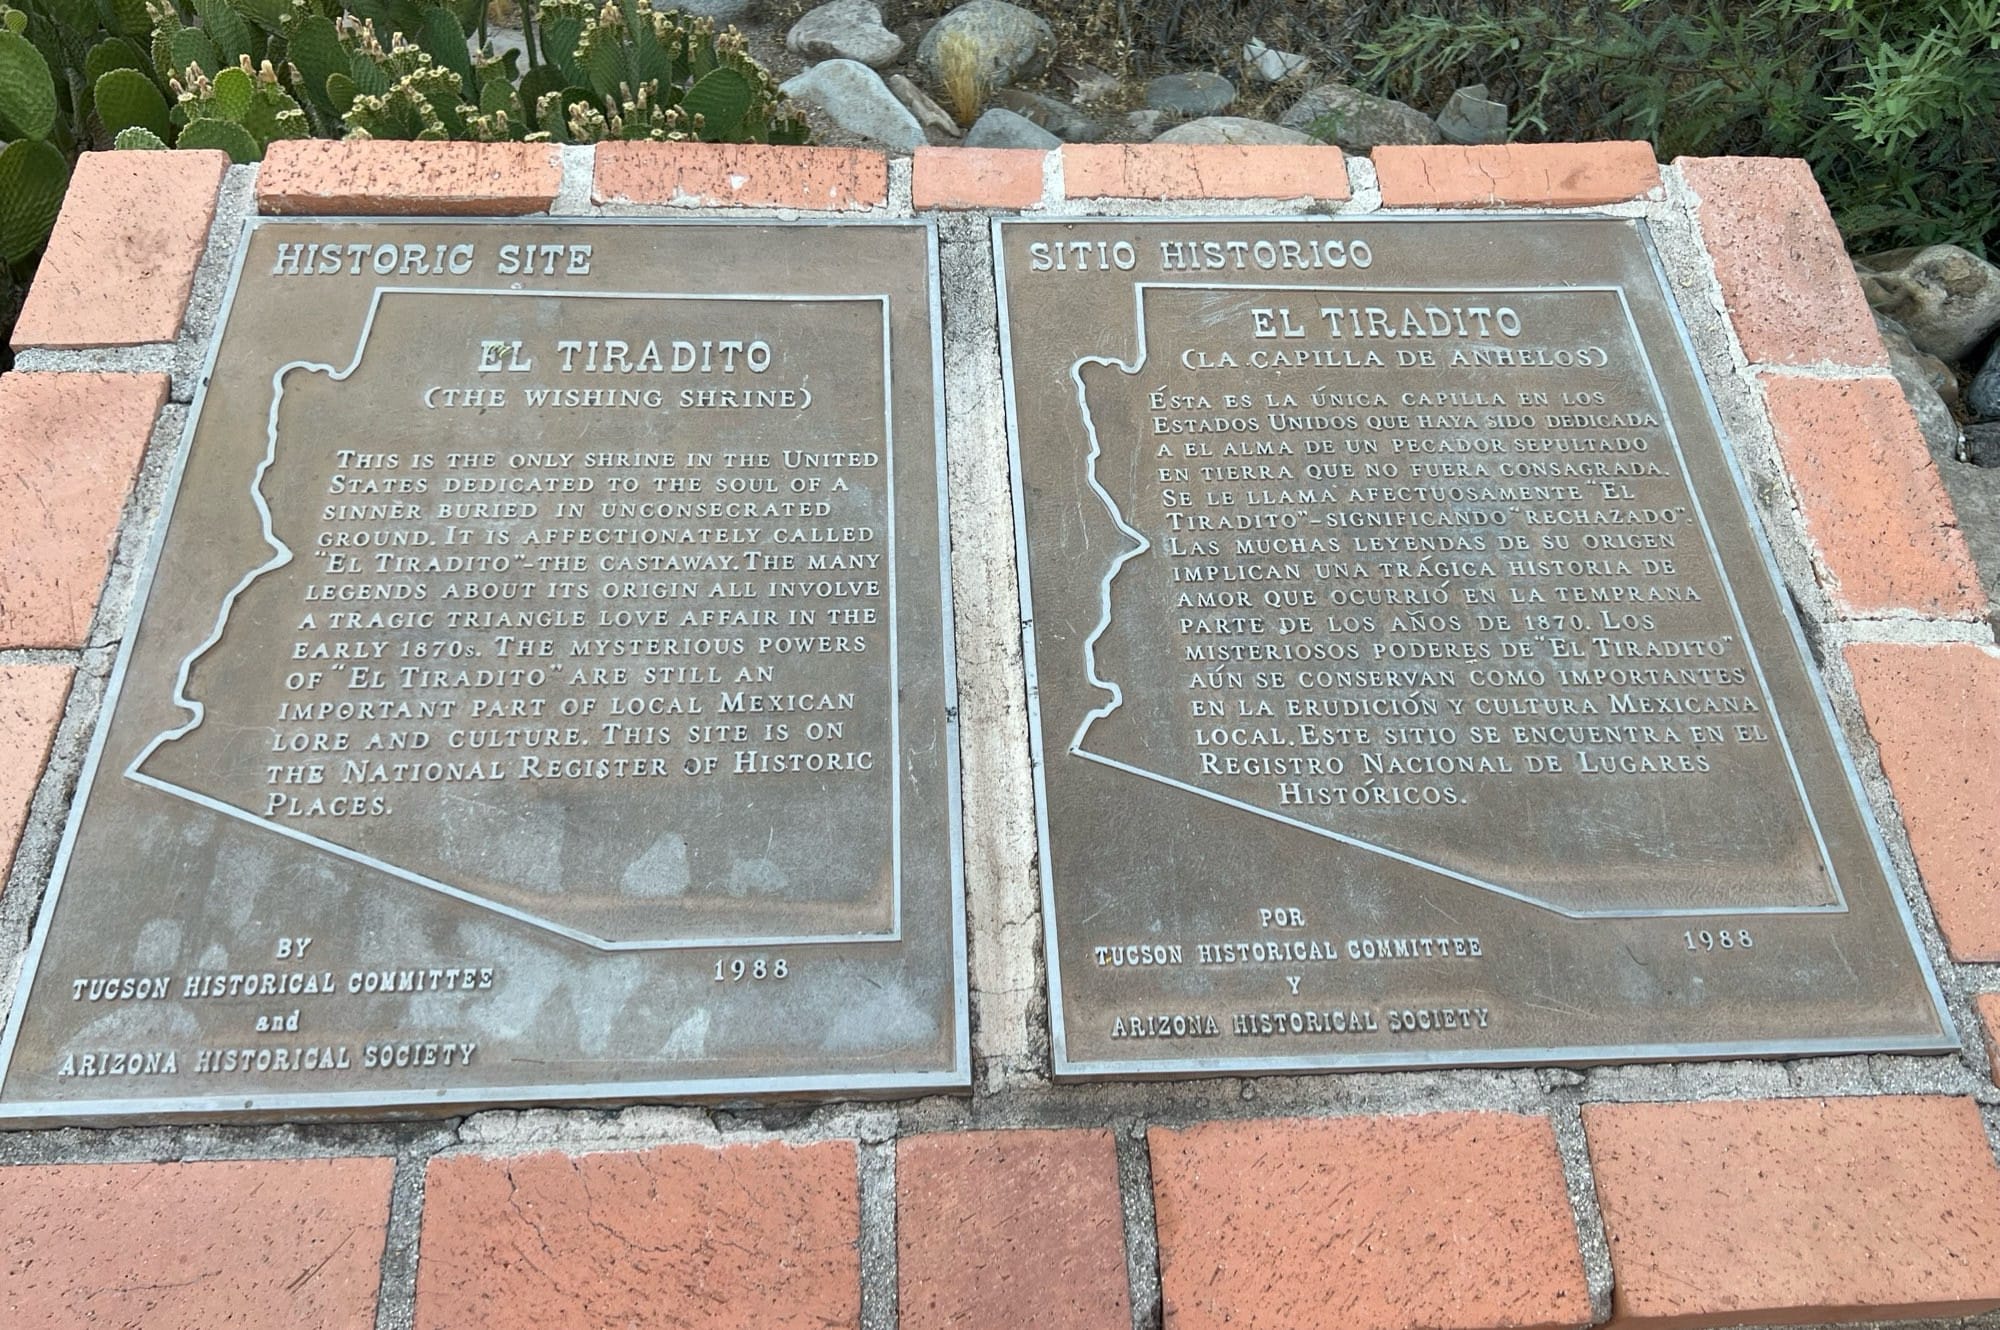 HISTORIC SITE
EL TIRADITO
(THE WISHING SHRINE)
THIS IS THE ONLY SHRINE IN THE UNITED
STATES DEDICATED TO THE SOUL OF A
SINNER BURIED IN UNCONSECRATED
GROUND. IT IS AFFECTIONATELY CALLED
"EL TIRADITO"-THE CASTAWAY. THE MANY
LEGENDS ABOUT ITS ORIGIN ALL INVOLVE
A TRAGIC TRIANGLE LOVE AFFAIR IN THE
EARLY 1870s. THE MYSTERIOUS POWERS
OF "EL TIRADITO" ARE STILL AN
IMPORTANT PART OF LOCAL MEXICAN
LORE AND CULTURE. THIS SITE IS ON
THE NATIONAL REGISTER OF HISTORIC
PLACES.
BY
TUCSON HISTORICAL COMMITTEE
and
ARIZONA HISTORICAL SOCIETY
1988
SITIO HISTORICO
EL TIRADITO
(LA CAPILLA DE ANHELOS)
ÉSTA ES LA ÚNICA CAPILLA EN LOS
ESTADOS UNIDOS QUE HAYA SIDO DEDICADA
A EL ALMA DE UN PECADOR SEPULTADO
EN TIERRA QUE NO FUERA CONSAGRADA.
SE LE LLAMA AFECTUOSAMENTE "EL
TIRADITO"-SIGNIFICANDO "RECHAZADO".
LAS MUCHAS LEYENDAS DE SU ORIGEN
IMPLICAN UNA TRÁGICA HISTORIA DE
AMOR QUE OCURRIÓ EN LA TEMPRANA
PARTE DE LOS AÑOS DE 1870. LOS
MISTERIOSOS PODERES DE "EL TIRADITO"
AÚN SE CONSERVAN COMO IMPORTANTES
EN LA ERUDICIÓN Y CULTURA MEXICANA
LOCAL. ESTE SITIO SE ENCUENTRA EN EL
REGISTRO NACIONAL DE LUGARES
HISTÓRICOS.
POR
TUCSON HISTORICAL COMMITTEE
Y
ARIZONA HISTORICAL SOCIETY
1988